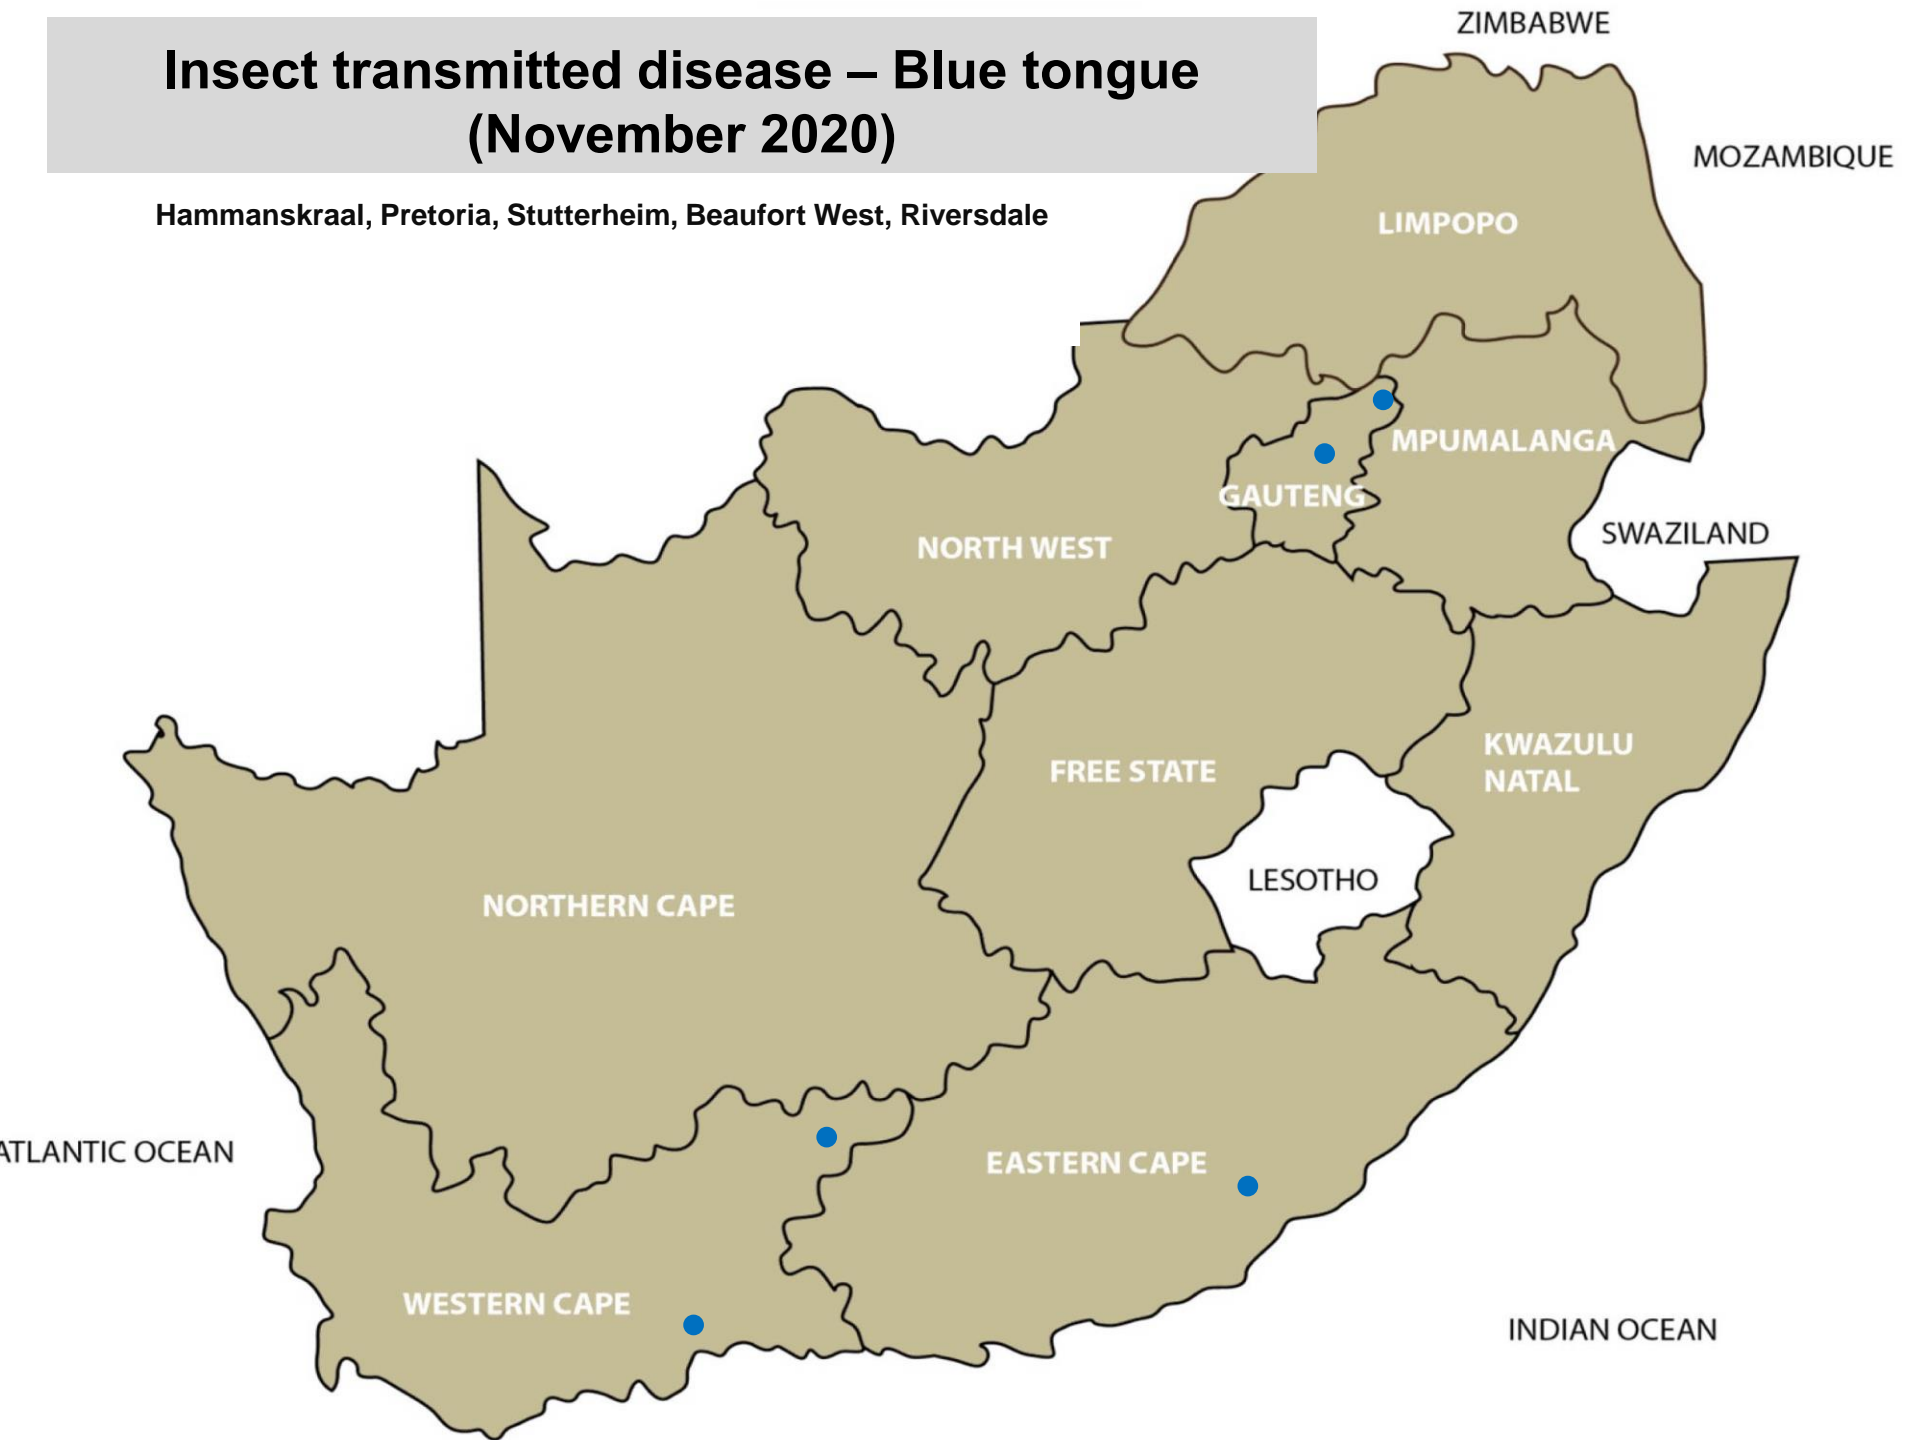 Insect transmitted disease – Blue tongue
(November 2020)
Hammanskraal, Pretoria, Stutterheim, Beaufort West, Riversdale
ZIMBABWE
MOZAMBIQUE
LIMPOPO
MPUMALANGA
GAUTENG
SWAZILAND
NORTH WEST
KWAZULU
NATAL
FREE STATE
LESOTHO
NORTHERN CAPE
ATLANTIC OCEAN
EASTERN CAPE
WESTERN CAPE
INDIAN OCEAN